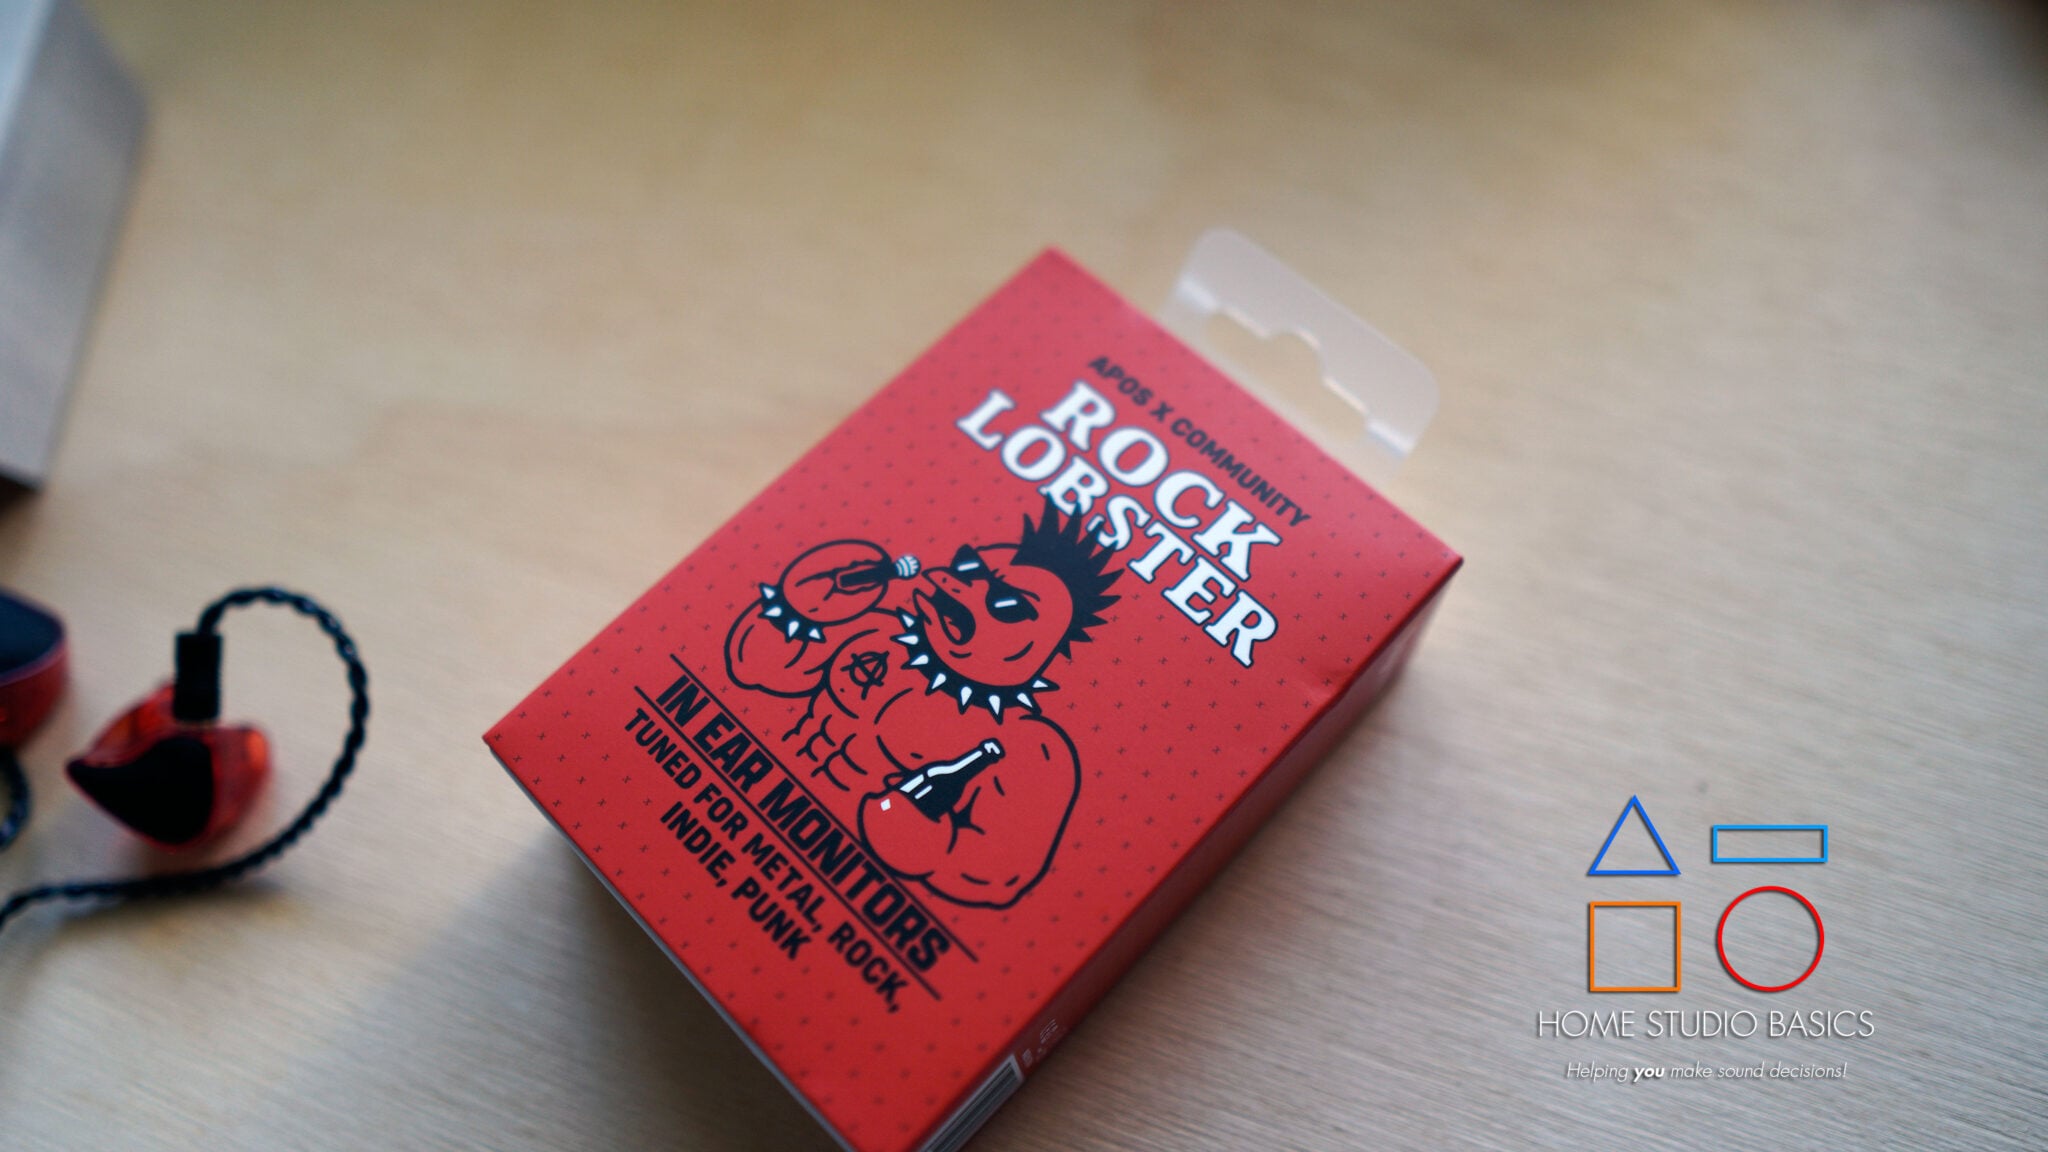 APOS X COMMUNITY
ROCK
LOBSTER
IN EAR MONITORS
TUNED FOR METAL, ROCK,
INDIE, PUNK
HOME STUDIO BASICS
Helping you make sound decisions!